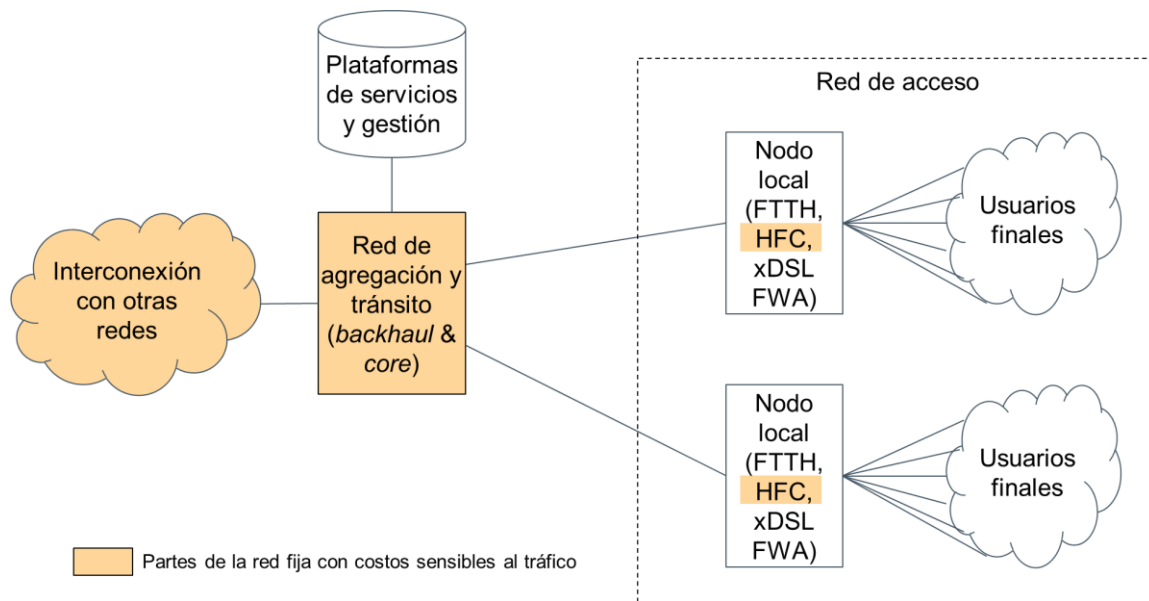 Plataformas
de servicios
y gestión
Red de acceso
Nodo
local
(FTTH,
HFC,
xDSL
FWA)
Usuarios
finales
Interconexión
con otras
redes
Red de
agregación y
tránsito
(backhaul &
core)
Nodo
local
(FTTH,
HFC,
xDSL
FWA)
Usuarios
finales
Partes de la red fija con costos sensibles al tráfico